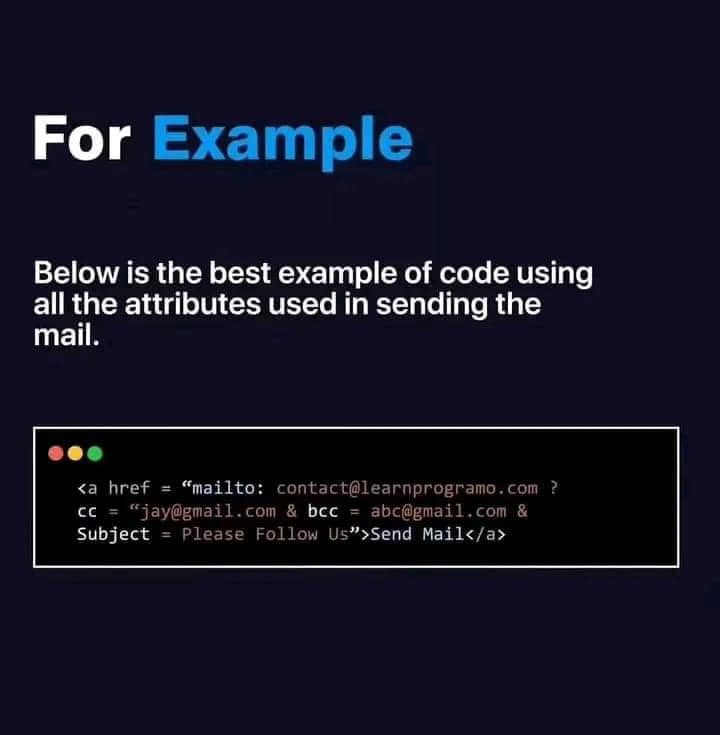 For Example
Below is the best example of code using
all the attributes used in sending the
mail.
<a href = “mailto: contact@learnprogramo.com ?
cc = “jay@gmail.com & bcc = abc@gmail.com &
Subject = Please Follow Us”>Send Mail</a>